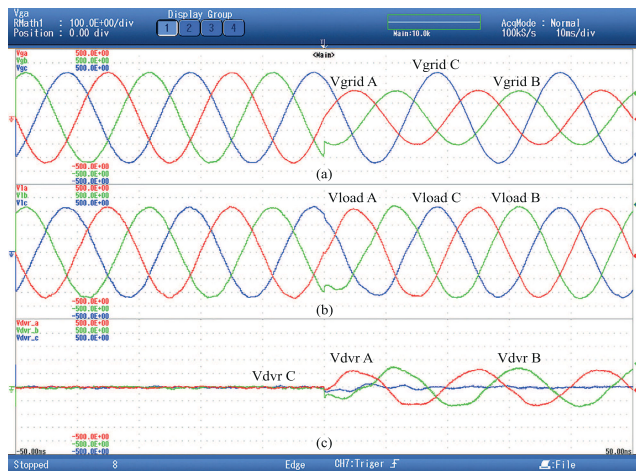 Vga
RMath1 : 100.0E+00/div
Position : 0.00 div
Display Group
1 2 3 4
Main:10.0k
AcqMode : Normal
100kS/s 10ms/div
<Main>
Vga 500.0E+00
Vgb 500.0E+00
Vgc 500.0E+00
Vgrid A
Vgrid C
Vgrid B
-500.0E+00
-500.0E+00
-500.0E+00
(a)
Vla 500.0E+00
Vlb 500.0E+00
Vlc 500.0E+00
Vload A
Vload C
Vload B
-500.0E+00
-500.0E+00
-500.0E+00
(b)
Vdvr_a 500.0E+00
Vdvr_b 500.0E+00
Vdvr_c 500.0E+00
Vdvr C
Vdvr A
Vdvr B
-500.0E+00
-500.0E+00
-500.0E+00
(c)
-50.00ms
50.00ms
Stopped 8 Edge CH7:Triger File